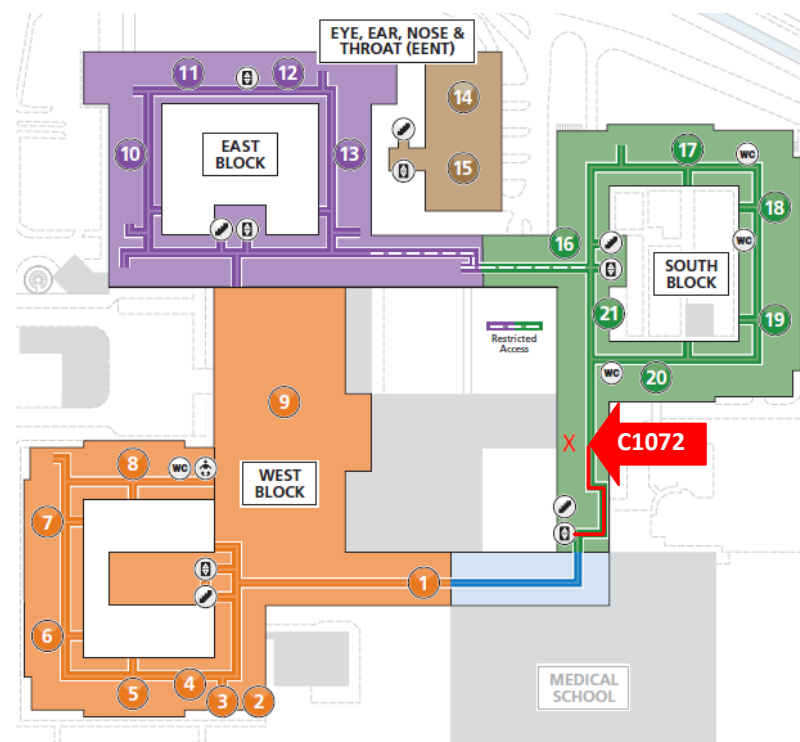 EYE, EAR, NOSE &
THROAT (EENT)
11
12
14
10
EAST
BLOCK
13
15
17
WC
18
16
WC
SOUTH
BLOCK
21
19
Restricted
Access
WC
20
9
X
C1072
8
WC
WEST
BLOCK
7
1
6
4
5
3
2
MEDICAL
SCHOOL